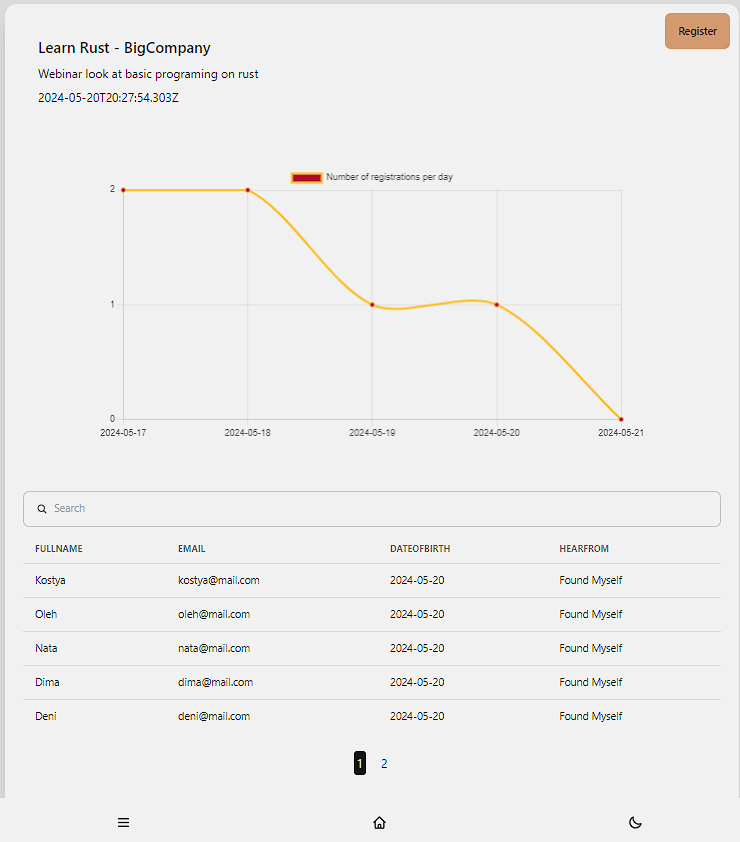 Register
Learn Rust - BigCompany
Webinar look at basic programing on rust
2024-05-20T20:27:54.303Z
Number of registrations per day
2
1
0
2024-05-17 2024-05-18 2024-05-19 2024-05-20 2024-05-21
Search
FULLNAME EMAIL DATEOFBIRTH HEARFROM
Kostya kostya@mail.com 2024-05-20 Found Myself
Oleh oleh@mail.com 2024-05-20 Found Myself
Nata nata@mail.com 2024-05-20 Found Myself
Dima dima@mail.com 2024-05-20 Found Myself
Deni deni@mail.com 2024-05-20 Found Myself
1 2